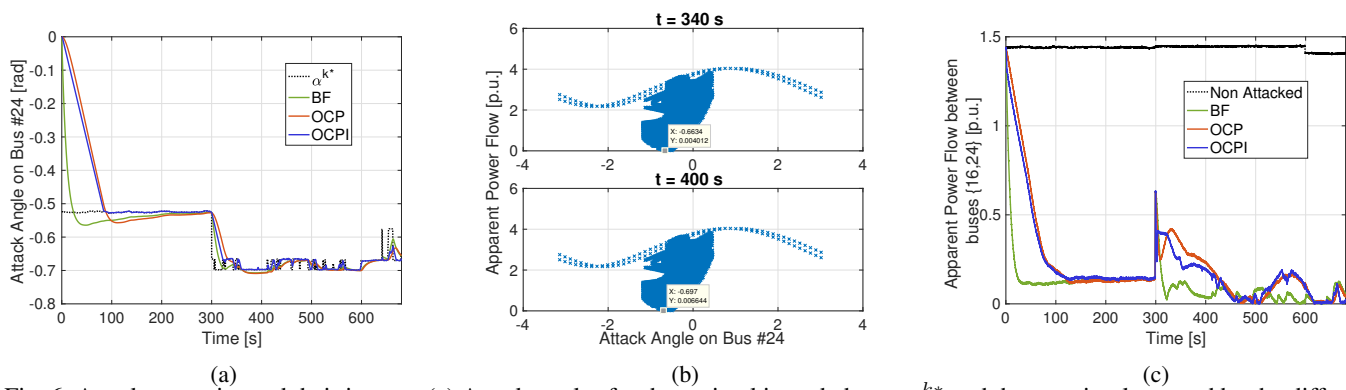 0
-0.1
-0.2
-0.3
-0.4
-0.5
-0.6
-0.7
-0.8
Attack Angle on Bus #24 [rad]
α^k*
BF
OCP
OCPI
0 100 200 300 400 500 600
Time [s]
(a)
t = 340 s
6
4
2
0
X: -0.6634
Y: 0.004012
-4 -2 0 2 4
t = 400 s
6
4
2
0
X: -0.697
Y: 0.006644
-4 -2 0 2 4
Apparent Power Flow [p.u.]
Attack Angle on Bus #24
(b)
1.5
1
0.5
0
Apparent Power Flow between
buses {16,24} [p.u.]
Non Attacked
BF
OCP
OCPI
0 100 200 300 400 500 600
Time [s]
(c)
Fig. 6. (a) k*